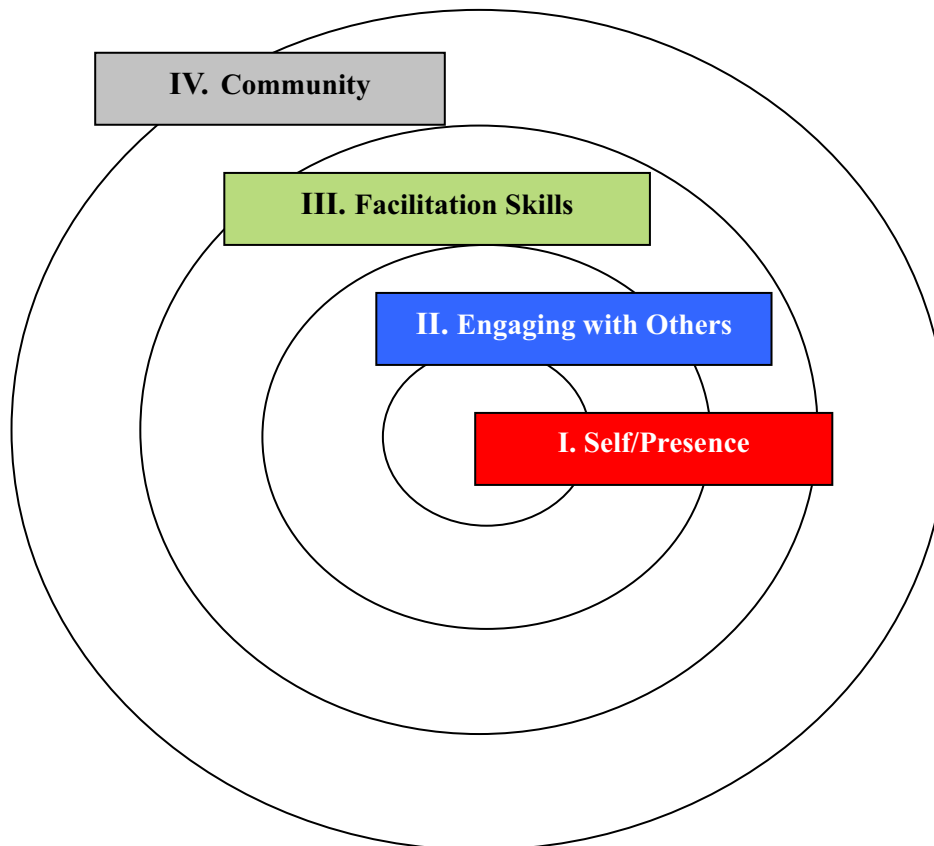 IV. Community
III. Facilitation Skills
II. Engaging with Others
I. Self/Presence